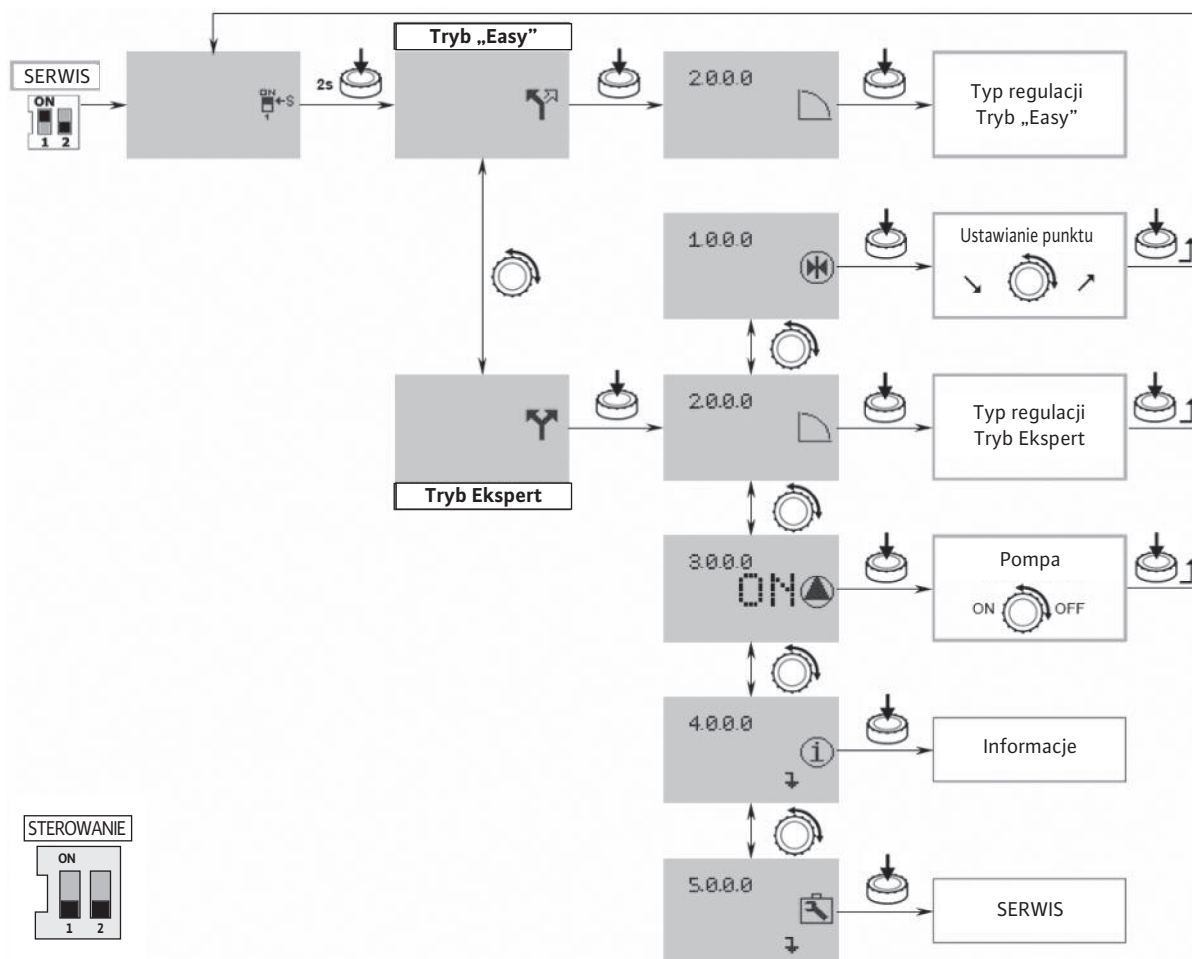 Tryb „Easy”
SERWIS
ON
1 2
ON
←S
1
2s
2.0.0.0
Typ regulacji
Tryb „Easy”
1.0.0.0
Ustawianie punktu
Tryb Ekspert
2.0.0.0
Typ regulacji
Tryb Ekspert
3.0.0.0
ON
Pompa
ON OFF
4.0.0.0
i
Informacje
STEROWANIE
ON
1 2
5.0.0.0
SERWIS